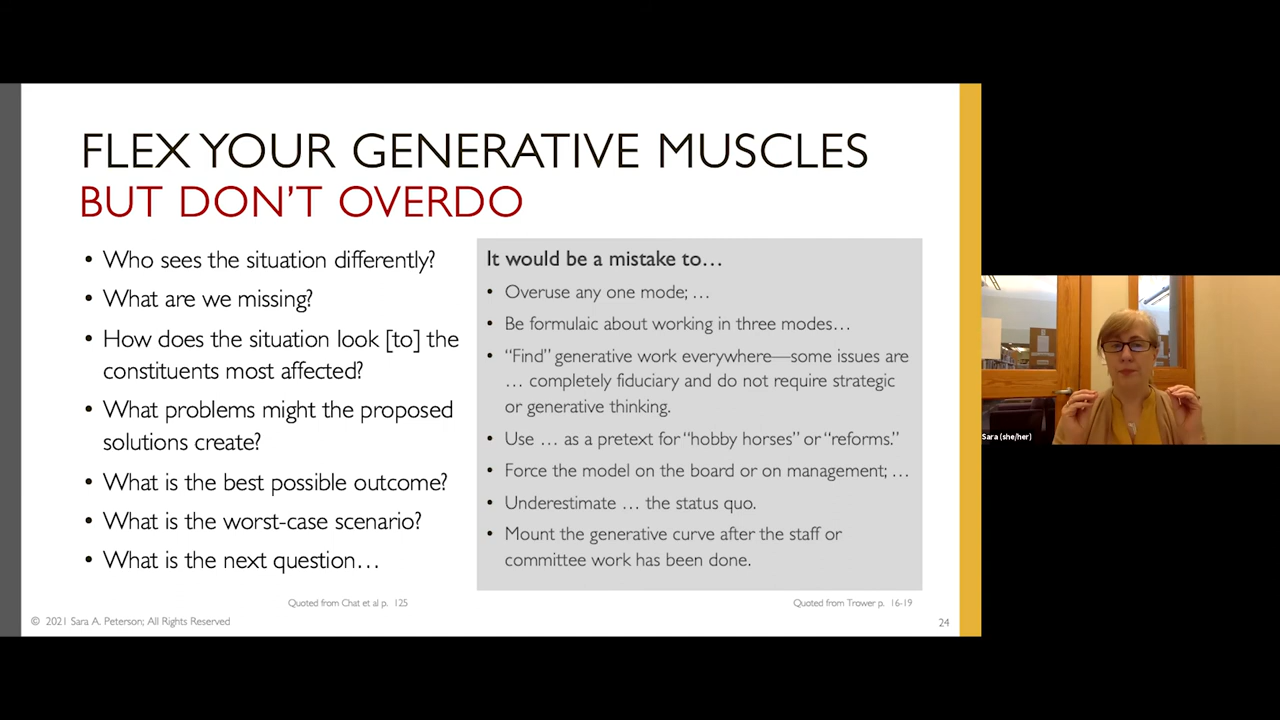 FLEX YOUR GENERATIVE MUSCLES
BUT DON'T OVERDO
• Who sees the situation differently?
• What are we missing?
• How does the situation look [to] the
constituents most affected?
• What problems might the proposed
solutions create?
• What is the best possible outcome?
• What is the worst-case scenario?
• What is the next question…
Quoted from Chat et al p. 125
It would be a mistake to…
• Overuse any one mode; …
• Be formulaic about working in three modes…
• “Find” generative work everywhere—some issues are
… completely fiduciary and do not require strategic
or generative thinking.
• Use … as a pretext for “hobby horses” or “reforms.”
• Force the model on the board or on management; …
• Underestimate … the status quo.
• Mount the generative curve after the staff or
committee work has been done.
Quoted from Trower p. 16-19
© 2021 Sara A. Peterson; All Rights Reserved
24
Sara (she/her)